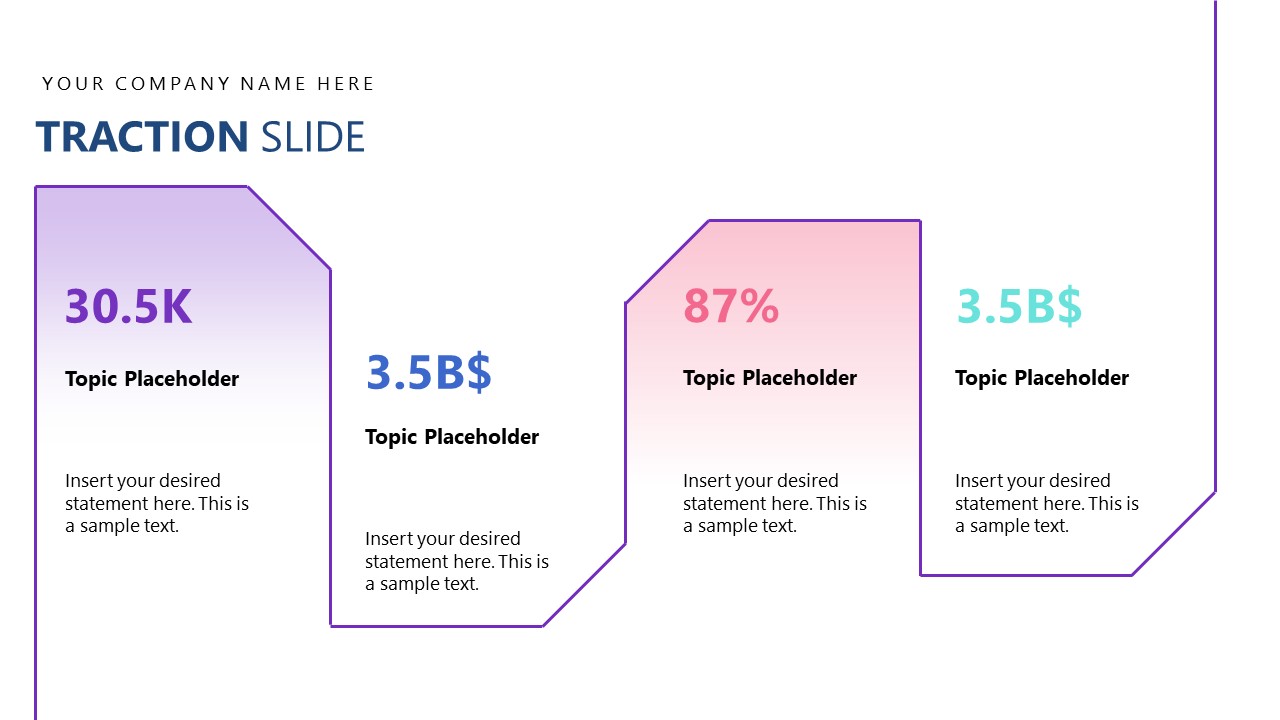 YOUR COMPANY NAME HERE
TRACTION SLIDE
30.5K
Topic Placeholder
Insert your desired
statement here. This is
a sample text.
3.5B$
Topic Placeholder
Insert your desired
statement here. This is
a sample text.
87%
Topic Placeholder
Insert your desired
statement here. This is
a sample text.
3.5B$
Topic Placeholder
Insert your desired
statement here. This is
a sample text.